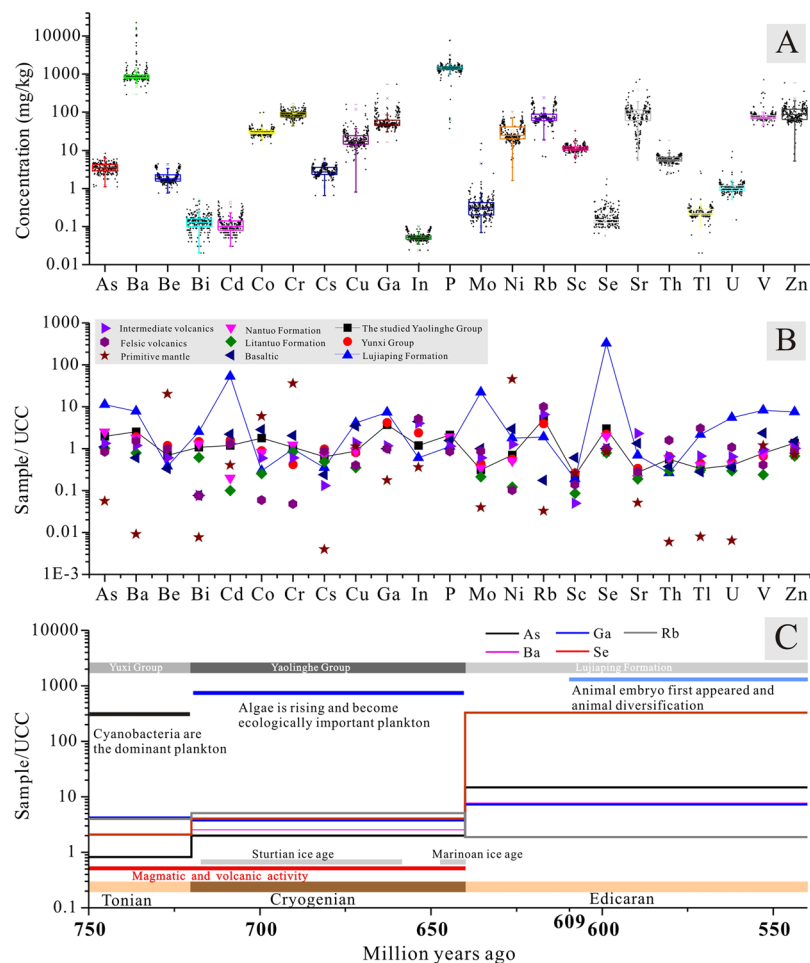 A
Concentration (mg/kg)
10000
1000
100
10
1
0.1
0.01
As Ba Be Bi Cd Co Cr Cs Cu Ga In P Mo Ni Rb Sc Se Sr Th Tl U V Zn
B
Sample/ UCC
1000
100
10
1
0.1
0.01
1E-3
Intermediate volcanics Nantuo Formation The studied Yaolinghe Group
Felsic volcanics Litantuo Formation Yunxi Group
Primitive mantle Basaltic Lujiaping Formation
As Ba Be Bi Cd Co Cr Cs Cu Ga In P Mo Ni Rb Sc Se Sr Th Tl U V Zn
C
As Ga Rb
Ba Se
Sample/UCC
10000
1000
100
10
1
0.1
Yuxi Group Yaolinghe Group Lujiaping Formation
Cyanobacteria are
the dominant plankton
Algae is rising and become
ecologically important plankton
Animal embryo first appeared and
animal diversification
Sturtian ice age Marinoan ice age
Magmatic and volcanic activity
Tonian Cryogenian Edicaran
750 700 650 609 600 550
Million years ago